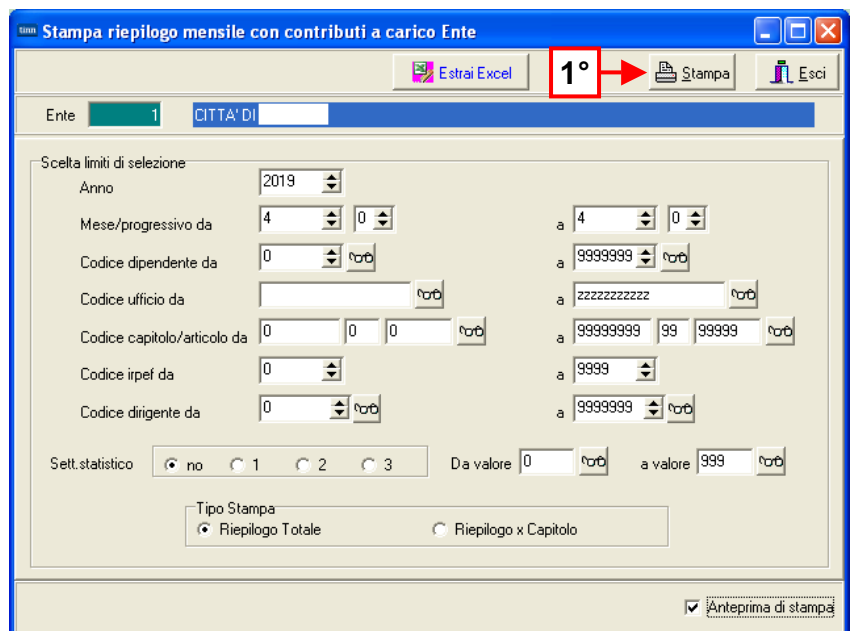 tinn Stampa riepilogo mensile con contributi a carico Ente
Estrai Excel 1° Stampa Esci
Ente 1 CITTA' DI
Scelta limiti di selezione
Anno 2019
Mese/progressivo da 4 0 a 4 0
Codice dipendente da 0 a 9999999
Codice ufficio da a zzzzzzzzzzz
Codice capitolo/articolo da 0 0 0 a 99999999 99 99999
Codice irpef da 0 a 9999
Codice dirigente da 0 a 9999999
Sett.statistico no 1 2 3 Da valore 0 a valore 999
Tipo Stampa
Riepilogo Totale Riepilogo x Capitolo
Anteprima di stampa